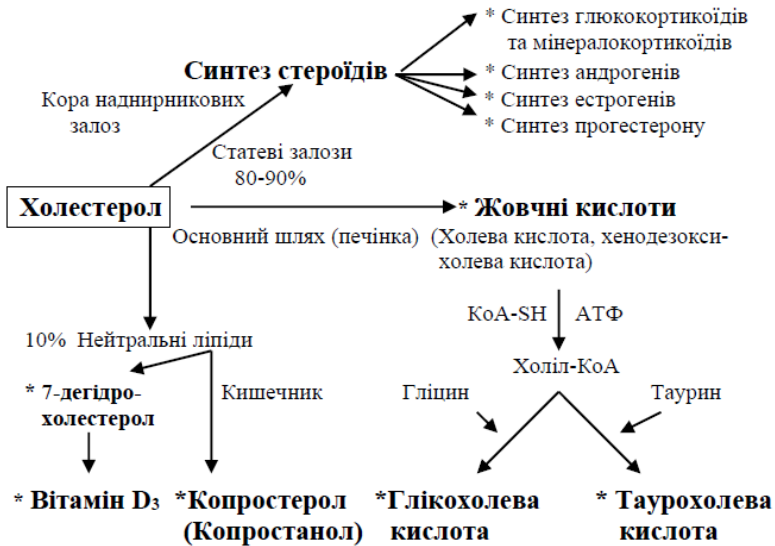 * Синтез глюкокортикоїдів
та мінералокортикоїдів
Синтез стероїдів
* Синтез андрогенів
* Синтез естрогенів
* Синтез прогестерону
Кора наднирникових
залоз
Статеві залози
80-90%
Холестерол
* Жовчні кислоти
Основний шлях (печінка)
(Холева кислота, хенодезокси-
холева кислота)
КоА-SH
АТФ
10% Нейтральні ліпіди
Холіл-КоА
* 7-дегідро-
холестерол
Кишечник
Гліцин
Таурин
* Вітамін D₃
*Копростерол
(Копростанол)
*Глікохолева
кислота
* Таурохолева
кислота